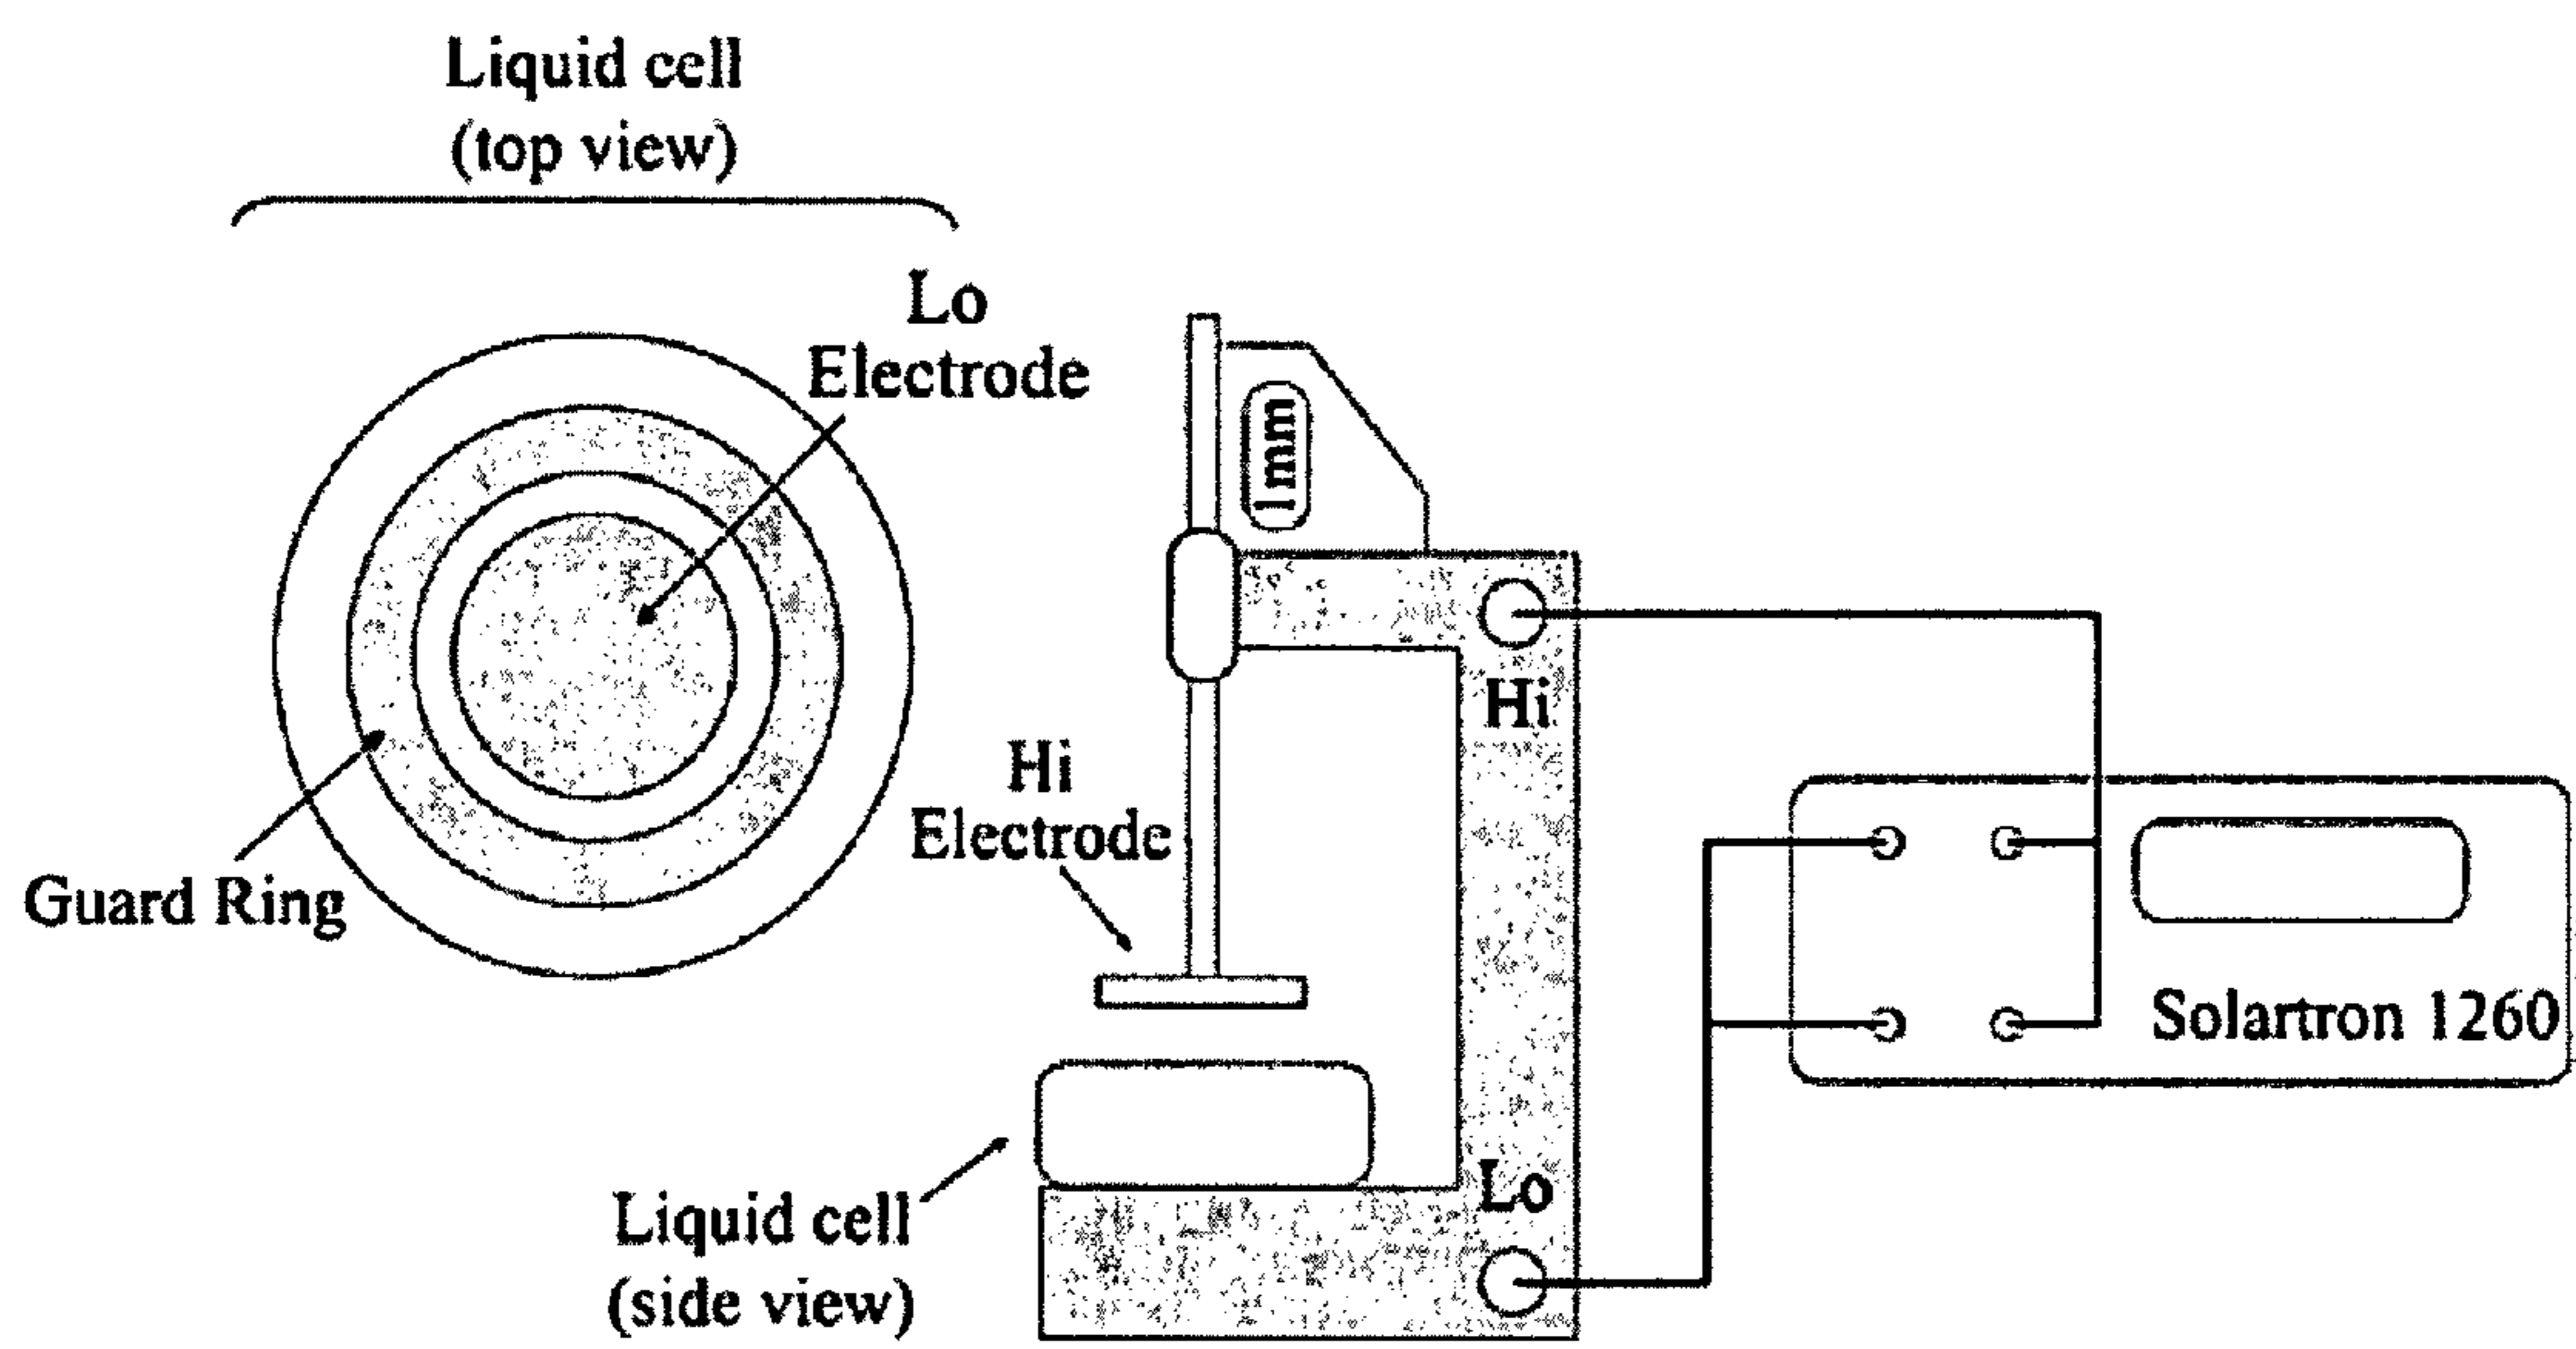 Liquid cell
(top view)
Lo
Electrode
1mm
Hi
Hi
Electrode
Guard Ring
Solartron 1260
Lo
Liquid cell
(side view)